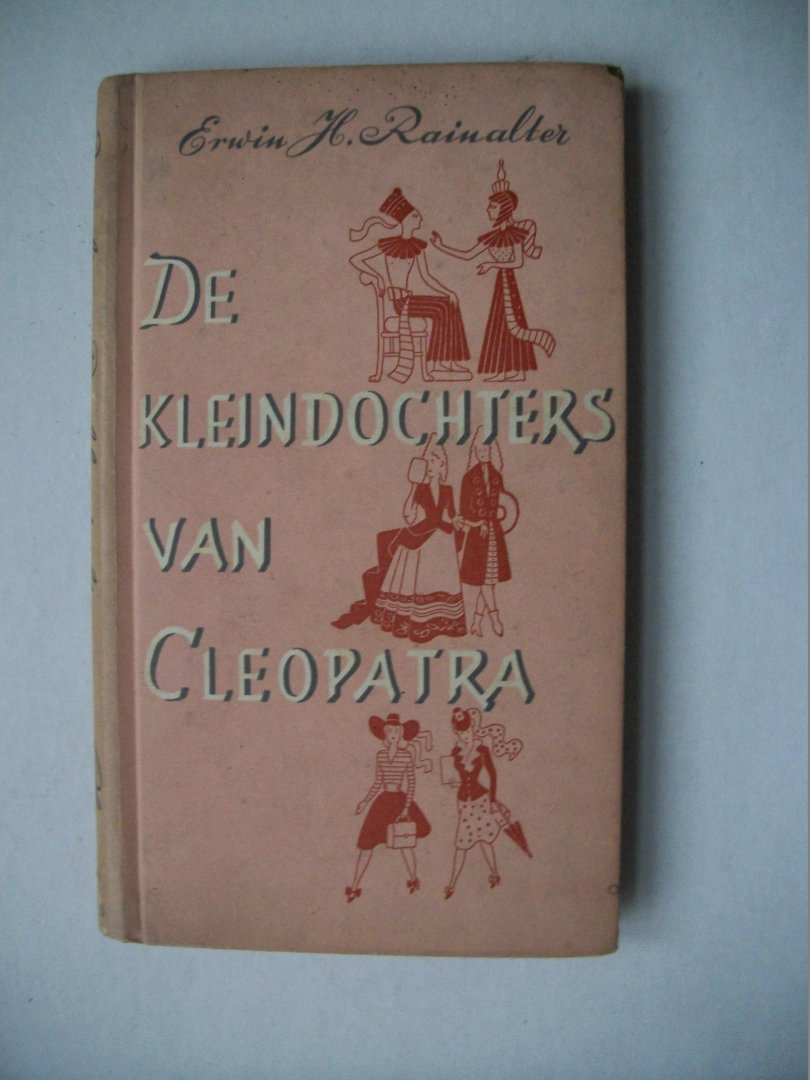 Erwin H. Rainalter
DE
KLEINDOCHTERS
VAN
CLEOPATRA